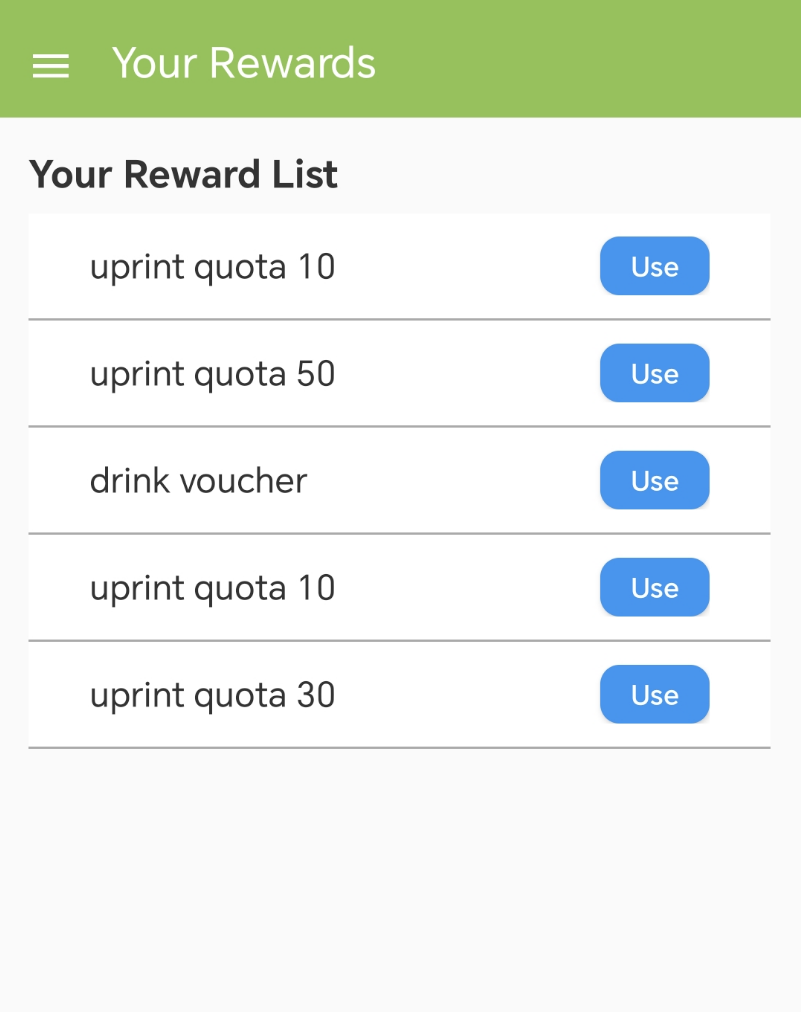 Your Rewards
Your Reward List
uprint quota 10 Use
uprint quota 50 Use
drink voucher Use
uprint quota 10 Use
uprint quota 30 Use